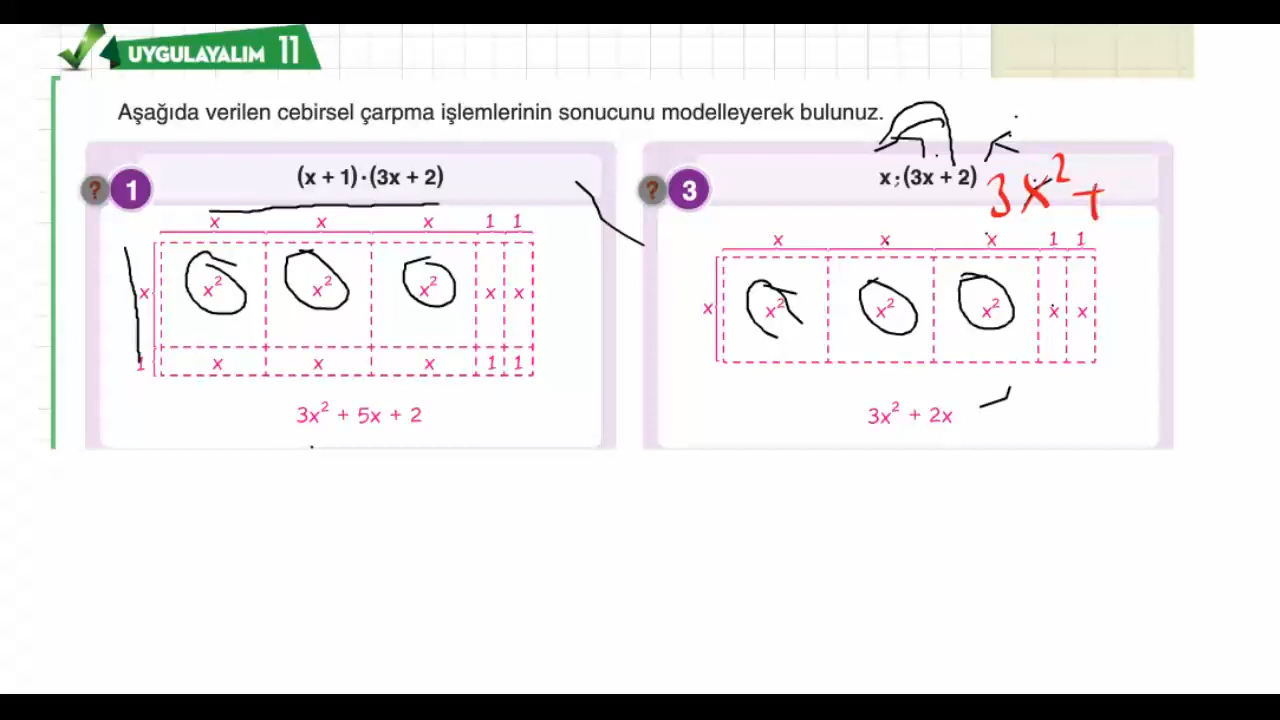 UYGULAYALIM 11
Aşağıda verilen cebirsel çarpma işlemlerinin sonucunu modelleyerek bulunuz.
? 1 (x + 1)·(3x + 2)
x x x 1 1
x x² x² x² x x
1 x x x 1 1
3x² + 5x + 2
? 3 x·(3x + 2) 3x² +
x x x 1 1
x x² x² x² x x
3x² + 2x